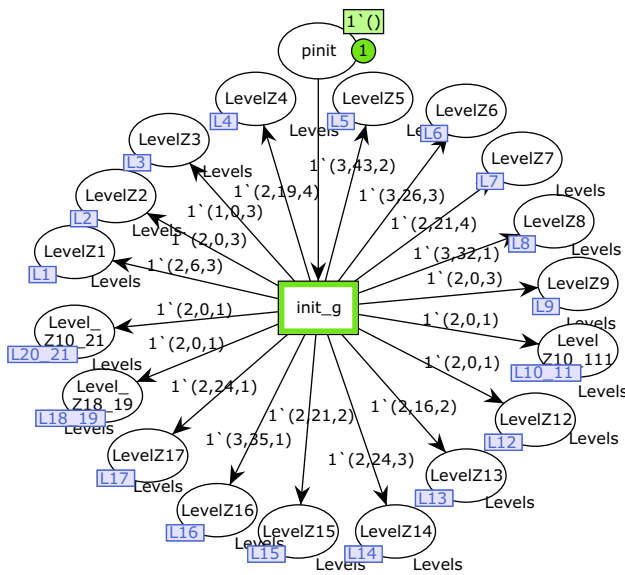 1`()
pinit
1
LevelZ4
L4
Levels
LevelZ5
L5
Levels
LevelZ6
L6
LevelZ3
L3
Levels
LevelZ7
L7
Levels
LevelZ2
L2
Levels
LevelZ8
L8
Levels
LevelZ1
L1
Levels
LevelZ9
L9
Levels
1`(2,19,4)
1`(3,43,2)
1`(3,26,3)
1`(1,0,3)
1`(2,21,4)
1`(2,0,3)
1`(3,32,1)
1`(2,6,3)
1`(2,0,3)
init_g
1`(2,0,1)
1`(2,0,1)
Level_
Z10_21
L20_21
Levels
Level
Z10_111
L10_11
Levels
1`(2,0,1)
1`(2,0,1)
Level_
Z18_19
L18_19
Levels
1`(2,24,1)
1`(2,21,2)
1`(2,16,2)
LevelZ12
L12
Levels
1`(3,35,1)
1`(2,24,3)
LevelZ17
L17
Levels
LevelZ13
L13
Levels
LevelZ16
L16
Levels
LevelZ15
L15
Levels
LevelZ14
L14
Levels